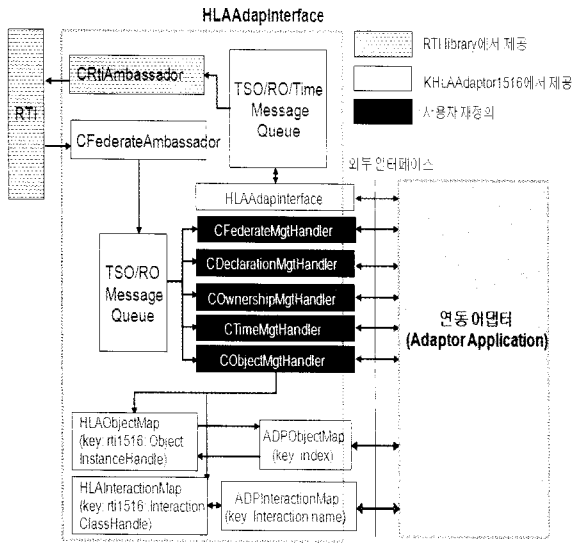 HLAAdapInterface
RTI library에서 제공
KHLAAdaptor1516에서 제공
사용자 재정의
CRtiAmbassador
RTI
CFederateAmbassador
TSO/RO/Time
Message
Queue
외부 인터페이스
HLAAdapInterface
CFederateMgtHandler
CDeclarationMgtHandler
COwnershipMgtHandler
CTimeMgtHandler
CObjectMgtHandler
TSO/RO
Message
Queue
연동 어댑터
(Adaptor Application)
HLAObjectMap
(key: rti1516::Object
InstanceHandle)
ADPObjectMap
(key: index)
HLAInteractionMap
(key: rti1516::Interaction
ClassHandle)
ADPInteractionMap
(key: Interaction name)